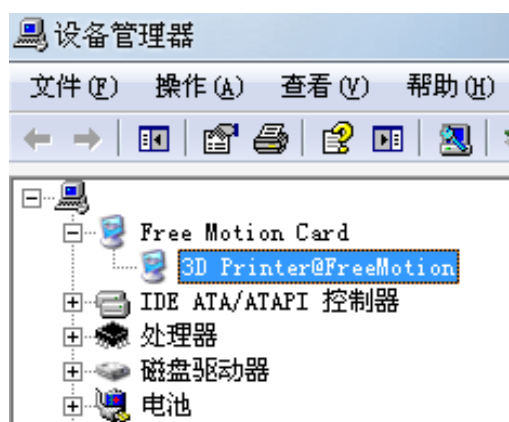 设备管理器
文件(F) 操作(A) 查看(V) 帮助(H)
Free Motion Card
3D Printer@FreeMotion
IDE ATA/ATAPI 控制器
处理器
磁盘驱动器
电池